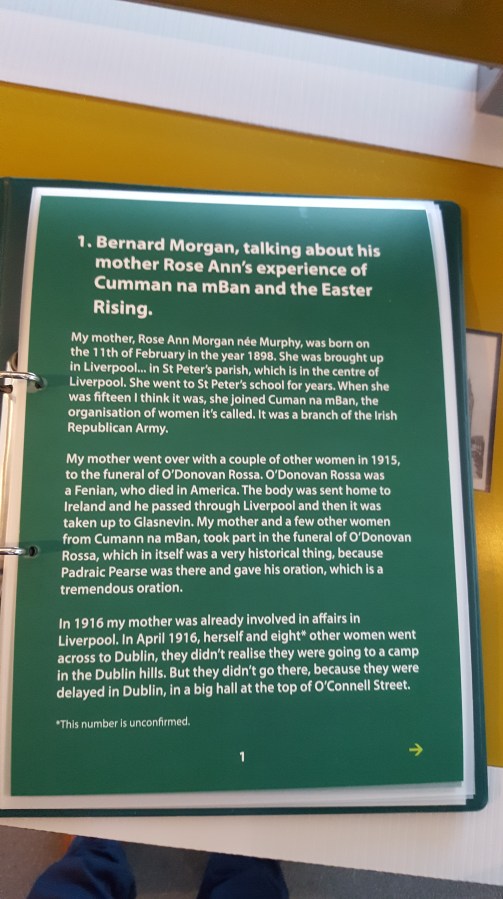 1. Bernard Morgan, talking about his
mother Rose Ann's experience of
Cumman na mBan and the Easter
Rising.
My mother, Rose Ann Morgan née Murphy, was born on
the 11th of February in the year 1898. She was brought up
in Liverpool... in St Peter's parish, which is in the centre of
Liverpool. She went to St Peter's school for years. When she
was fifteen I think it was, she joined Cuman na mBan, the
organisation of women it's called. It was a branch of the Irish
Republican Army.
My mother went over with a couple of other women in 1915,
to the funeral of O'Donovan Rossa. O'Donovan Rossa was
a Fenian, who died in America. The body was sent home to
Ireland and he passed through Liverpool and then it was
taken up to Glasnevin. My mother and a few other women
from Cumann na mBan, took part in the funeral of O'Donovan
Rossa, which in itself was a very historical thing, because
Padraic Pearse was there and gave his oration, which is a
tremendous oration.
In 1916 my mother was already involved in affairs in
Liverpool. In April 1916, herself and eight* other women went
across to Dublin, they didn't realise they were going to a camp
in the Dublin hills. But they didn't go there, because they were
delayed in Dublin, in a big hall at the top of O'Connell Street.
*This number is unconfirmed.
1